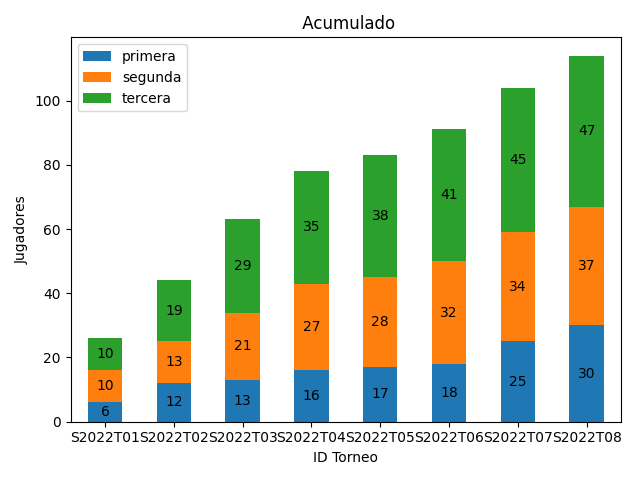 Acumulado
primera
segunda
tercera
Jugadores
100
80
60
40
20
0
10 19 29 35 38 41 45 47
10 13 21 27 28 32 34 37
6 12 13 16 17 18 25 30
S2022T01 S2022T02 S2022T03 S2022T04 S2022T05 S2022T06 S2022T07 S2022T08
ID Torneo